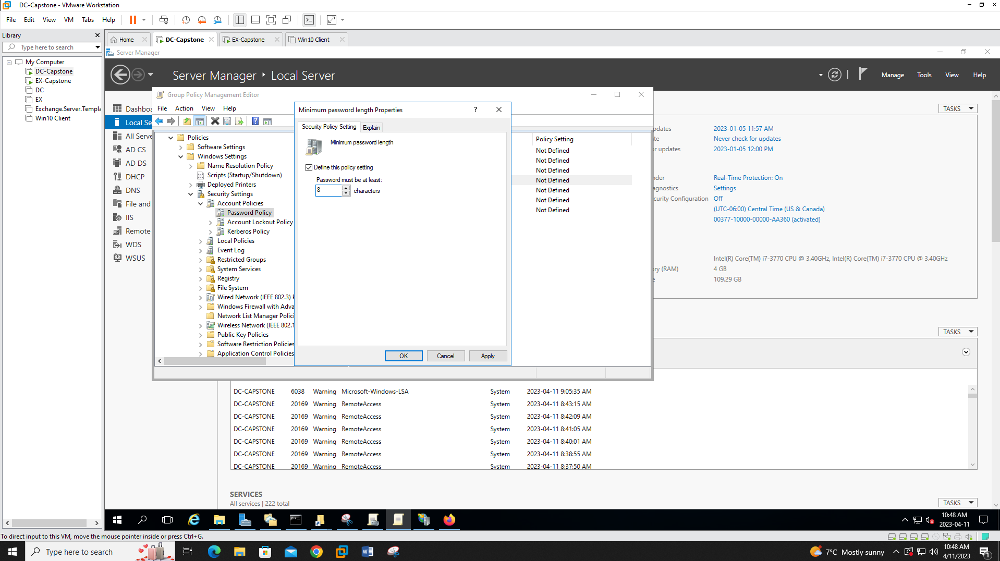 DC-Capstone - VMware Workstation
File Edit View VM Tabs Help
Library
Type here to search
My Computer
DC-Capstone
EX-Capstone
DC
EX
Exchange.Server.Templa
Win10 Client
Home
DC-Capstone
EX-Capstone
Win10 Client
Server Manager
Server Manager ‣ Local Server
Manage Tools View Help
Dashboa
Local Se
All Serve
AD CS
AD DS
DHCP
DNS
File and
IIS
Remote
WDS
WSUS
Group Policy Management Editor
File Action View Help
Policies
Software Settings
Windows Settings
Name Resolution Policy
Scripts (Startup/Shutdown)
Deployed Printers
Security Settings
Account Policies
Password Policy
Account Lockout Policy
Kerberos Policy
Local Policies
Event Log
Restricted Groups
System Services
Registry
File System
Wired Network (IEEE 802.3) P
Windows Firewall with Adva
Network List Manager Polici
Wireless Network (IEEE 802.1
Public Key Policies
Software Restriction Policies
Application Control Policies
Minimum password length Properties
?
Security Policy Setting
Explain
Minimum password length
Define this policy setting
Password must be at least:
8 characters
OK Cancel Apply
Policy Setting
Not Defined
Not Defined
Not Defined
Not Defined
Not Defined
Not Defined
Not Defined
TASKS
pdates 2023-01-05 11:57 AM
te Never check for updates
r updates 2023-01-05 12:00 PM
nder Real-Time Protection: On
agnostics Settings
curity Configuration Off
(UTC-06:00) Central Time (US & Canada)
00377-10000-00000-AA360 (activated)
Intel(R) Core(TM) i7-3770 CPU @ 3.40GHz, Intel(R) Core(TM) i7-3770 CPU @ 3.40GHz
ry (RAM) 4 GB
e 109.29 GB
TASKS
DC-CAPSTONE 6038 Warning Microsoft-Windows-LSA System 2023-04-11 9:05:35 AM
DC-CAPSTONE 20169 Warning RemoteAccess System 2023-04-11 8:43:15 AM
DC-CAPSTONE 20169 Warning RemoteAccess System 2023-04-11 8:42:09 AM
DC-CAPSTONE 20169 Warning RemoteAccess System 2023-04-11 8:41:05 AM
DC-CAPSTONE 20169 Warning RemoteAccess System 2023-04-11 8:40:01 AM
DC-CAPSTONE 20169 Warning RemoteAccess System 2023-04-11 8:38:55 AM
DC-CAPSTONE 20169 Warning RemoteAccess System 2023-04-11 8:37:50 AM
SERVICES
All services | 222 total
TASKS
10:48 AM
2023-04-11
To direct input to this VM, move the mouse pointer inside or press Ctrl+G.
Type here to search
7°C Mostly sunny
10:48 AM
4/11/2023
1